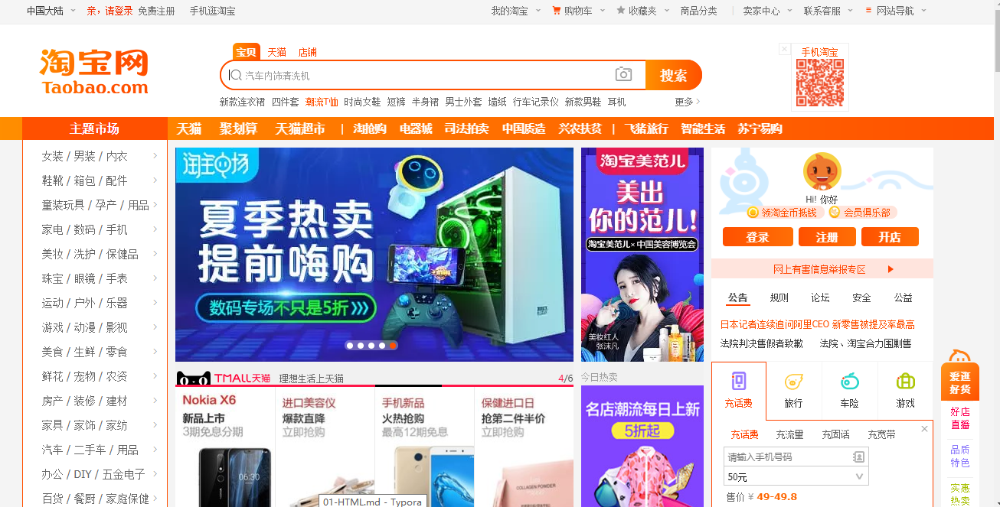 中国大陆 亲，请登录 免费注册 手机逛淘宝 我的淘宝 购物车 收藏夹 商品分类 卖家中心 联系客服 网站导航
淘宝网
Taobao.com
宝贝 天猫 店铺
汽车内饰清洗机
搜索
新款连衣裙 四件套 潮流T恤 时尚女鞋 短裤 半身裙 男士外套 墙纸 行车记录仪 新款男鞋 耳机 更多
手机淘宝
主题市场 天猫 聚划算 天猫超市 | 淘抢购 电器城 司法拍卖 中国质造 兴农扶贫 | 飞猪旅行 智能生活 苏宁易购
女装 / 男装 / 内衣
鞋靴 / 箱包 / 配件
童装玩具 / 孕产 / 用品
家电 / 数码 / 手机
美妆 / 洗护 / 保健品
珠宝 / 眼镜 / 手表
运动 / 户外 / 乐器
游戏 / 动漫 / 影视
美食 / 生鲜 / 零食
鲜花 / 宠物 / 农资
房产 / 装修 / 建材
家具 / 家饰 / 家纺
汽车 / 二手车 / 用品
办公 / DIY / 五金电子
百货 / 餐厨 / 家庭保健
夏季热卖
提前嗨购
数码专场不只是5折
TMALL天猫 理想生活上天猫 4/6
Nokia X6
新品上市
3期免息分期
06:30
进口美容仪
爆款直降
立即抢购
手机新品
火热抢购
最高12期免息
保健进口日
抢第二件半价
立即抢购
COLLAGEN POWDER
01-HTML.md - Typora
淘宝美范儿
美出
你的范儿!
淘宝美范儿×中国美容博览会
美妆红人
张沫凡
今日热卖
名店潮流每日上新
5折起
Hi! 你好
领淘金币抵钱 会员俱乐部
登录 注册 开店
网上有害信息举报专区
公告 规则 论坛 安全 公益
日本记者连续追问阿里CEO 新零售被提及率最高
法院判决售假者致歉 法院、淘宝合力围剿售
充话费 旅行 车险 游戏
充话费 充流量 充固话 充宽带
请输入手机号码
50元
售价 ¥ 49-49.8
爱逛
好货
好店
直播
品质
特色
实惠
热卖